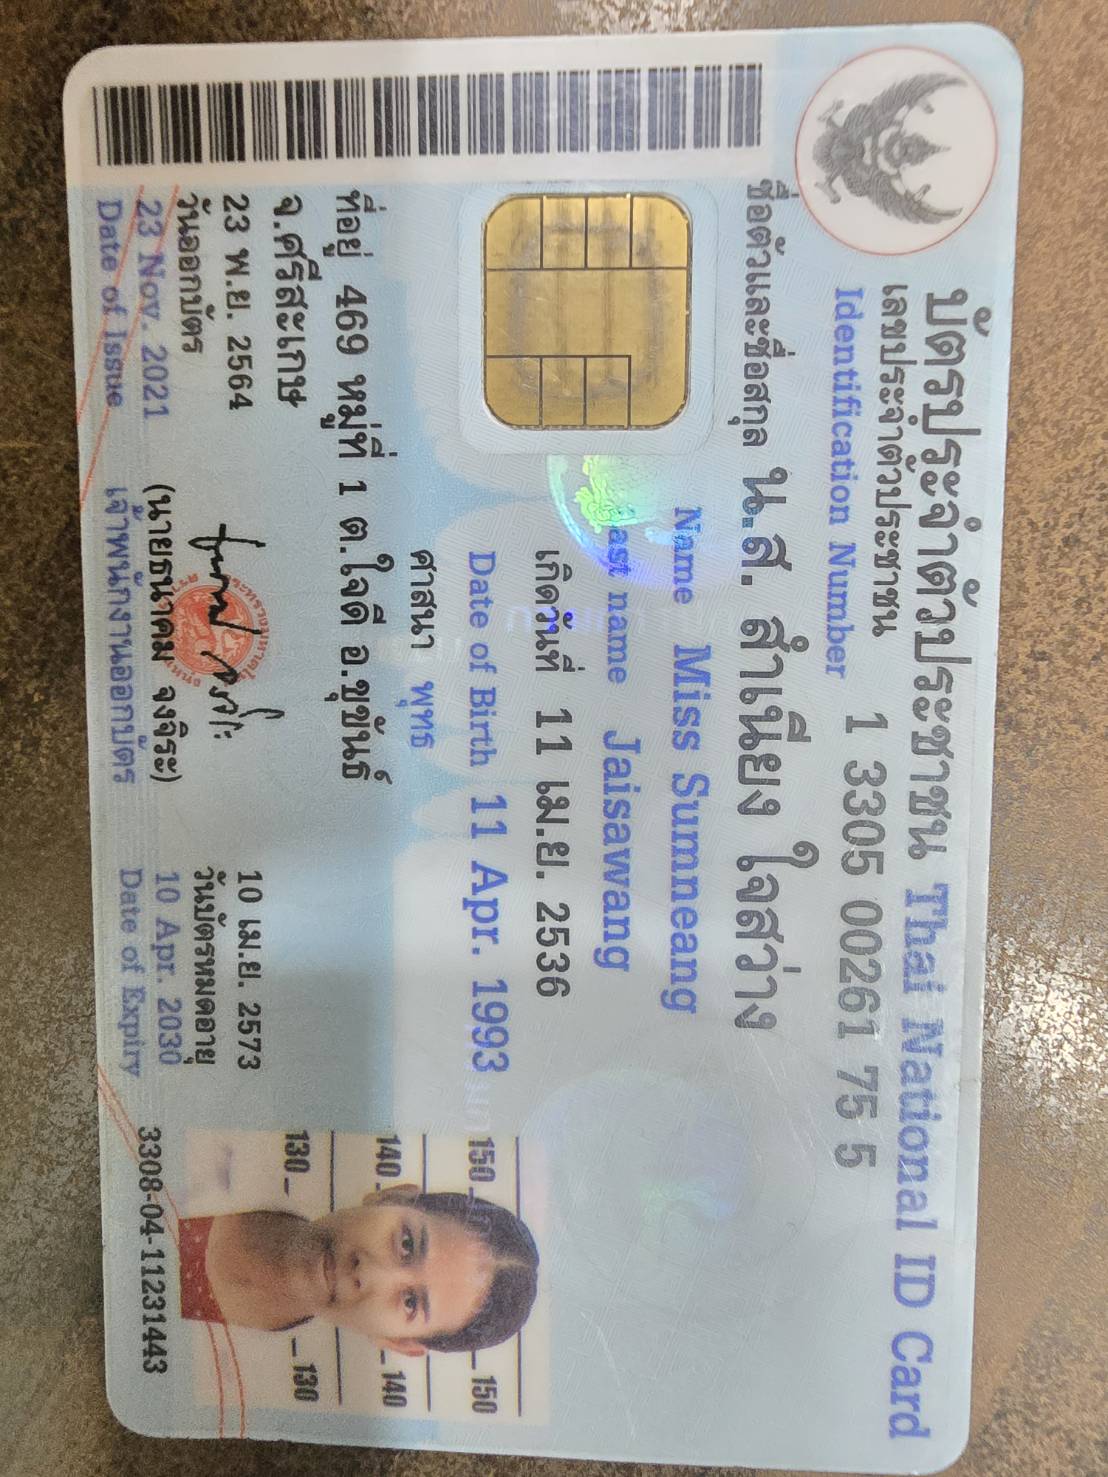 บัตรประจำตัวประชาชน Thai National ID Card
เลขประจำตัวประชาชน
Identification Number
1 3305 00261 75 5
ชื่อตัวและชื่อสกุล น.ส. สำเนียง ใจสว่าง
Name Miss Sumneang
Last name Jaisawang
เกิดวันที่ 11 เม.ย. 2536
Date of Birth 11 Apr. 1993
ศาสนา พุทธ
ที่อยู่ 469 หมู่ที่ 1 ต.ใจดี อ.ขุขันธ์
จ.ศรีสะเกษ
23 พ.ย. 2564
วันออกบัตร
23 Nov. 2021
Date of Issue
(นายธนาคม จงจิระ)
เจ้าพนักงานออกบัตร
10 เม.ย. 2573
วันบัตรหมดอายุ
10 Apr. 2030
Date of Expiry
150 150
140 140
130 130
3308-04-11231443